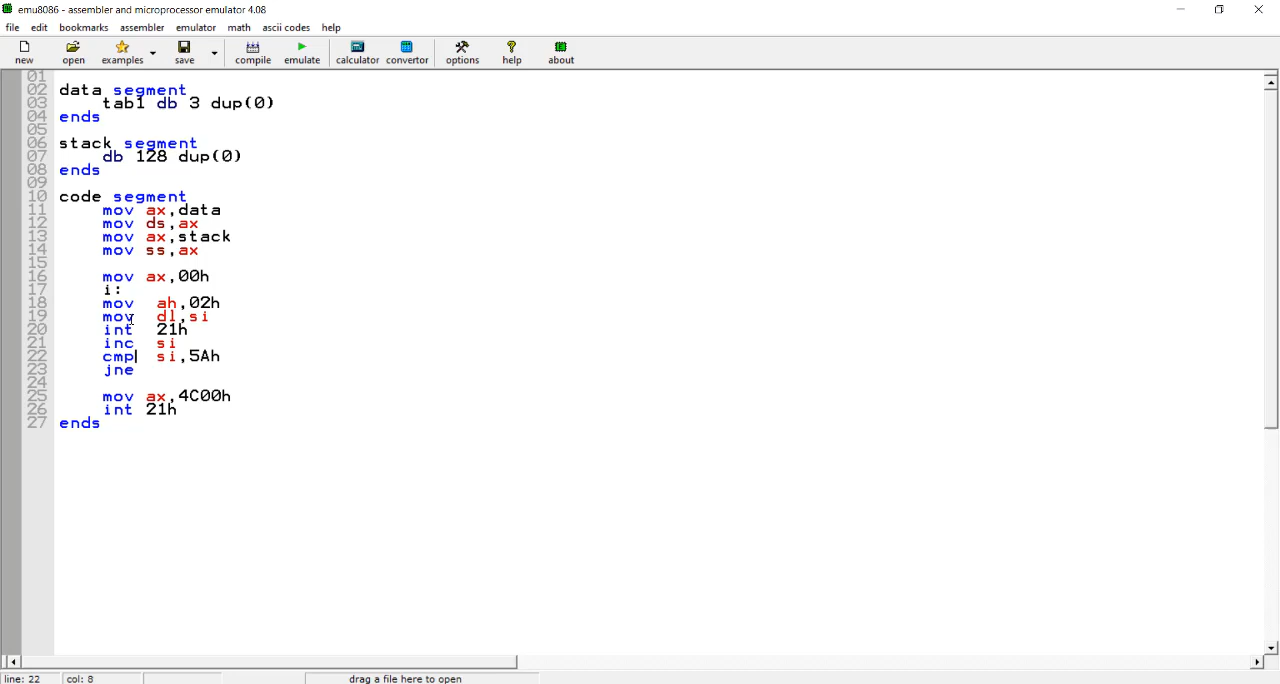 emu8086 - assembler and microprocessor emulator 4.08
file edit bookmarks assembler emulator math ascii codes help
new open examples save compile emulate calculator convertor options help about
01
02 data segment
03 tab1 db 3 dup(0)
04 ends
05
06 stack segment
07 db 128 dup(0)
08 ends
09
10 code segment
11 mov ax,data
12 mov ds,ax
13 mov ax,stack
14 mov ss,ax
15
16 mov ax,00h
17 i:
18 mov ah,02h
19 mov dl,si
20 int 21h
21 inc si
22 cmp si,5Ah
23 jne
24
25 mov ax,4C00h
26 int 21h
27 ends
line: 22 col: 8 drag a file here to open